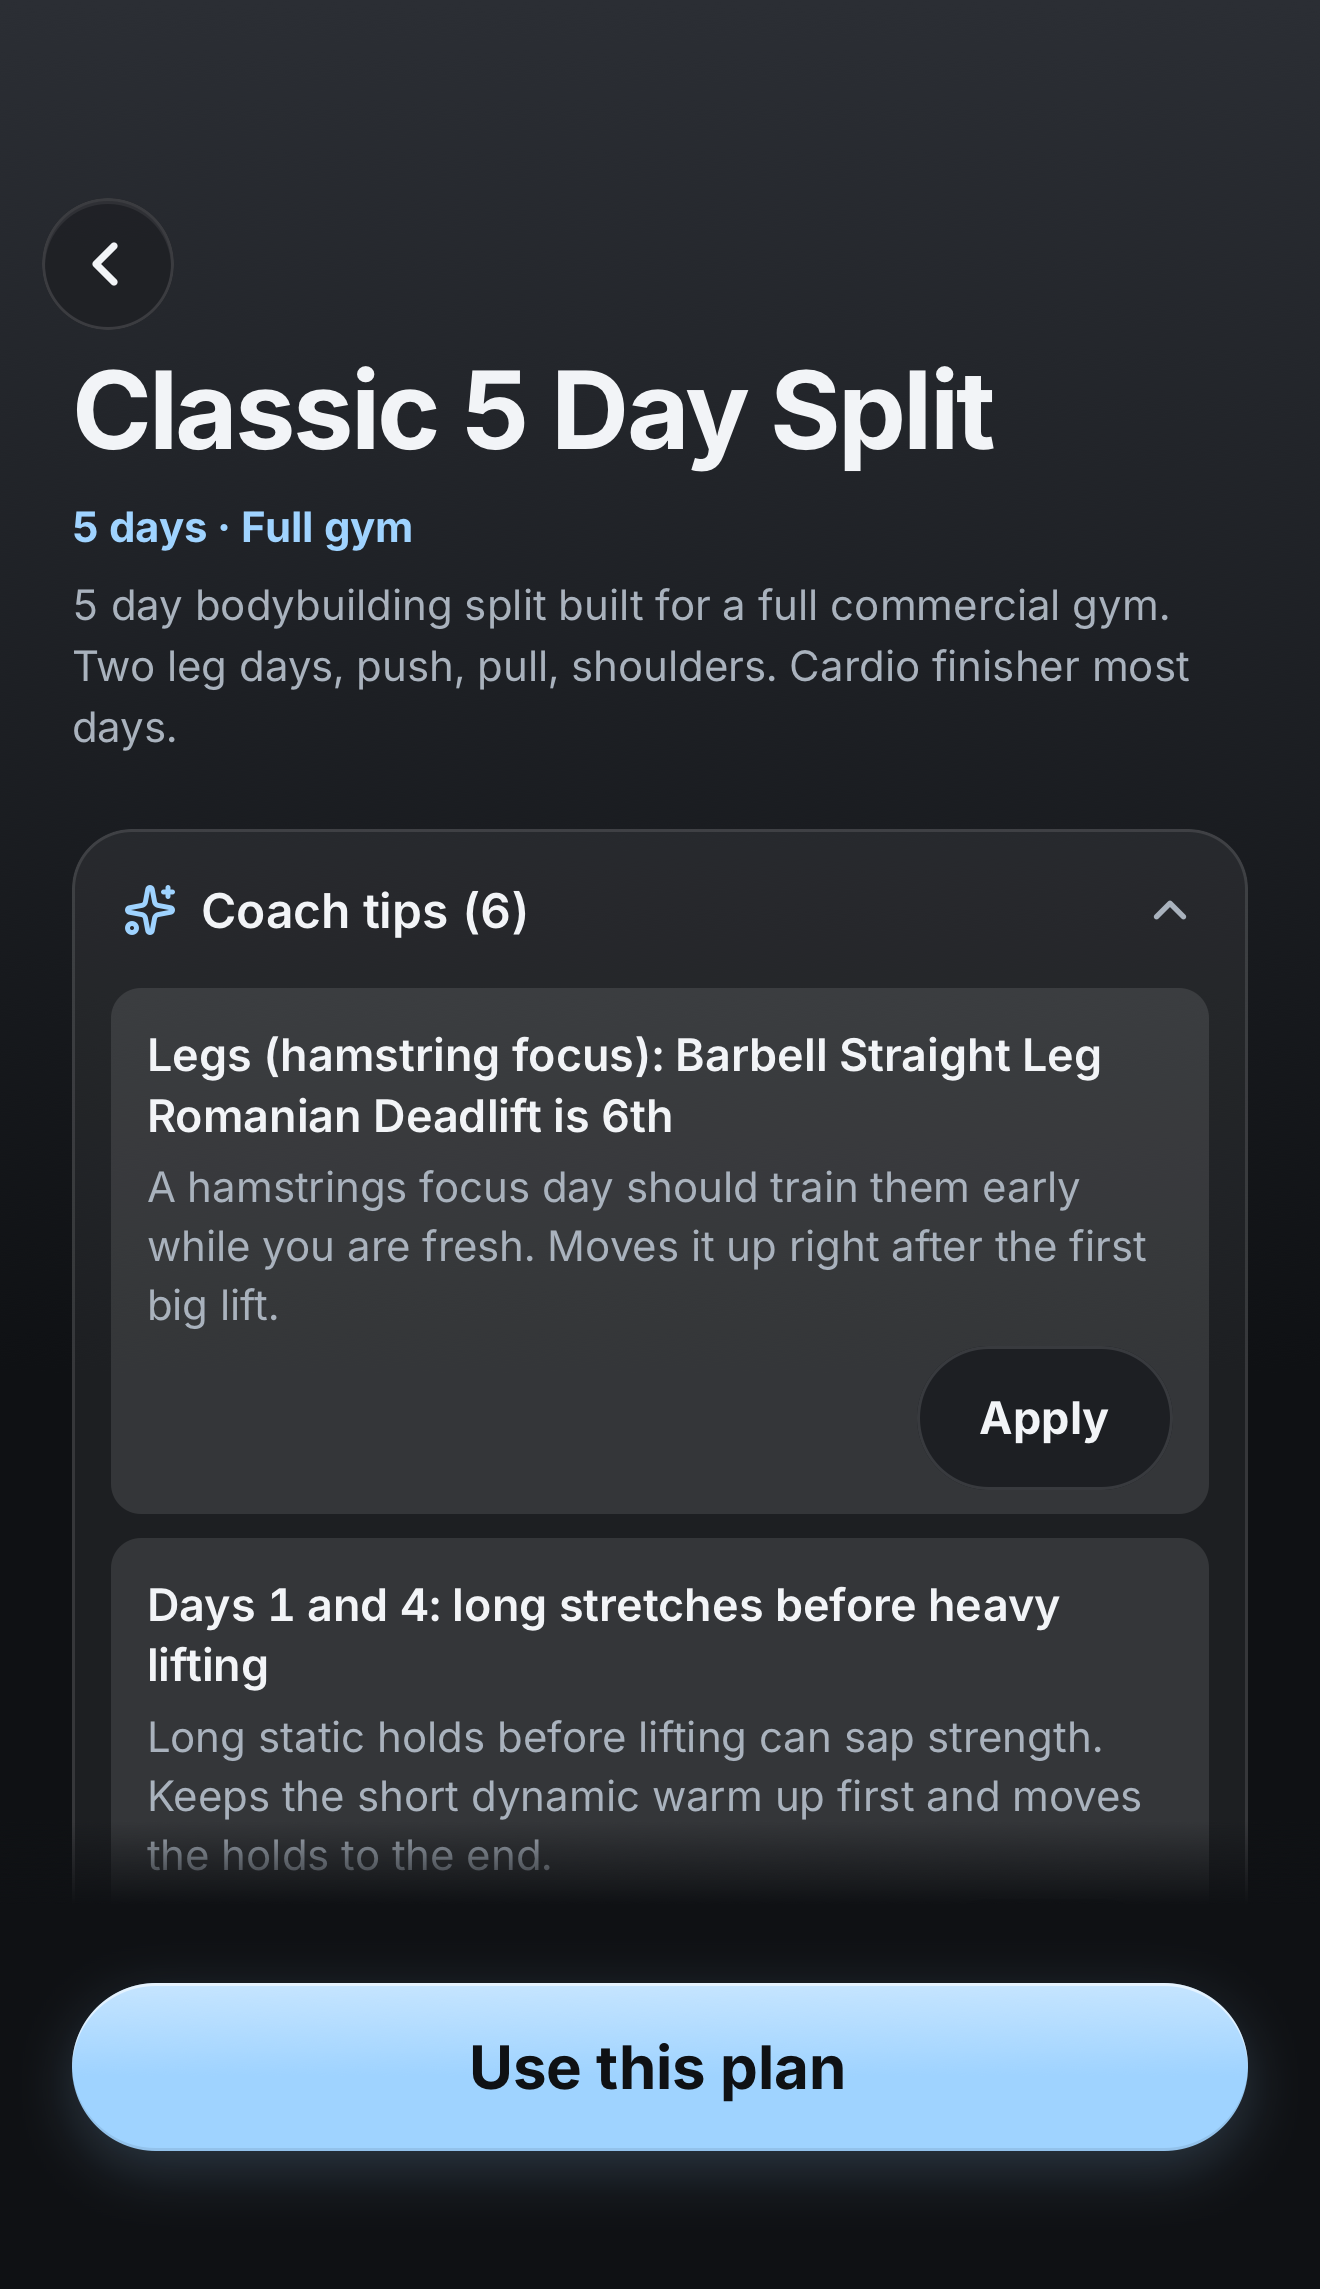 Classic 5 Day Split
5 days · Full gym
5 day bodybuilding split built for a full commercial gym.
Two leg days, push, pull, shoulders. Cardio finisher most
days.
Coach tips (6)
Legs (hamstring focus): Barbell Straight Leg
Romanian Deadlift is 6th
A hamstrings focus day should train them early
while you are fresh. Moves it up right after the first
big lift.
Apply
Days 1 and 4: long stretches before heavy
lifting
Long static holds before lifting can sap strength.
Keeps the short dynamic warm up first and moves
the holds to the end.
Use this plan